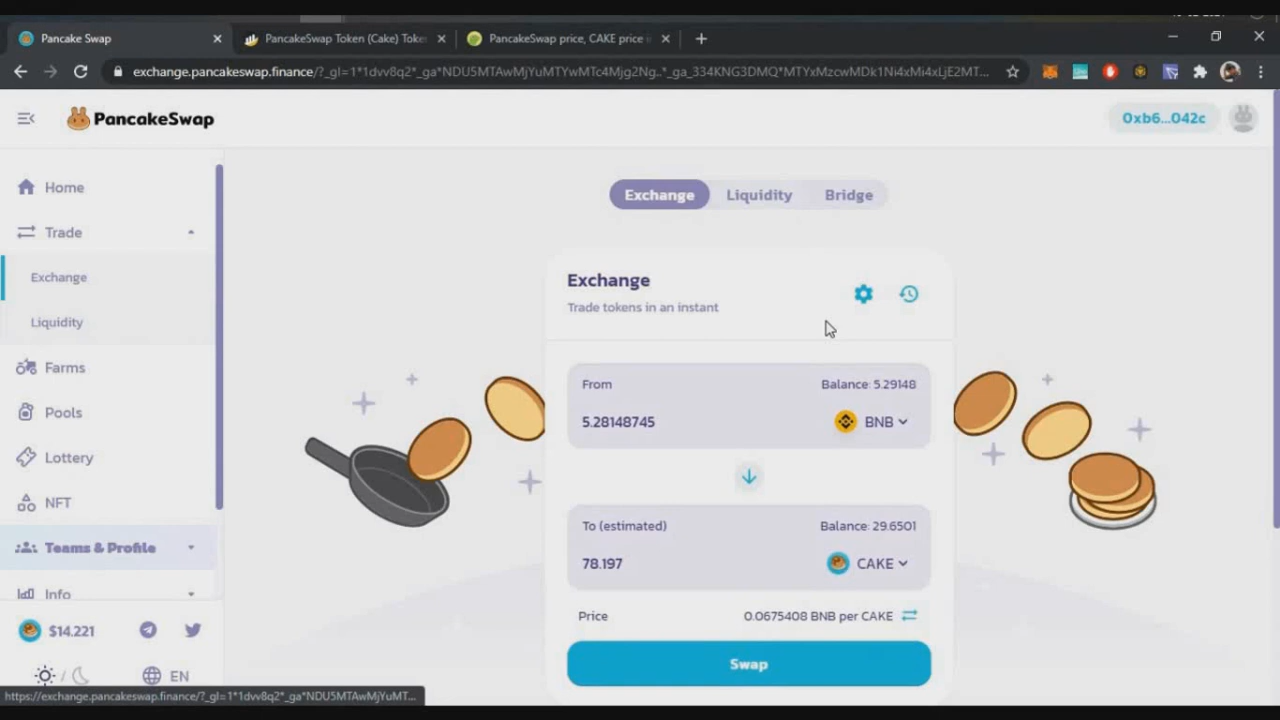 Pancake Swap
PancakeSwap Token (Cake) Toke
PancakeSwap price, CAKE price i
exchange.pancakeswap.finance/?_gl=1*1dvv8q2*_ga*NDU5MTAwMjYuMTYwMTc4Mjg2Ng..*_ga_334KNG3DMQ*MTYxMzcwMDk1Ni4xMi4xLjE2MT...
PancakeSwap
0xb6...042c
Home
Trade
Exchange
Liquidity
Farms
Pools
Lottery
NFT
Teams & Profile
Info
$14.221
EN
Exchange Liquidity Bridge
Exchange
Trade tokens in an instant
From Balance: 5.29148
5.28148745 BNB
To (estimated) Balance: 29.6501
78.197 CAKE
Price 0.0675408 BNB per CAKE
Swap
https://exchange.pancakeswap.finance/?_gl=1*1dvv8q2*_ga*NDU5MTAwMjYuMT...